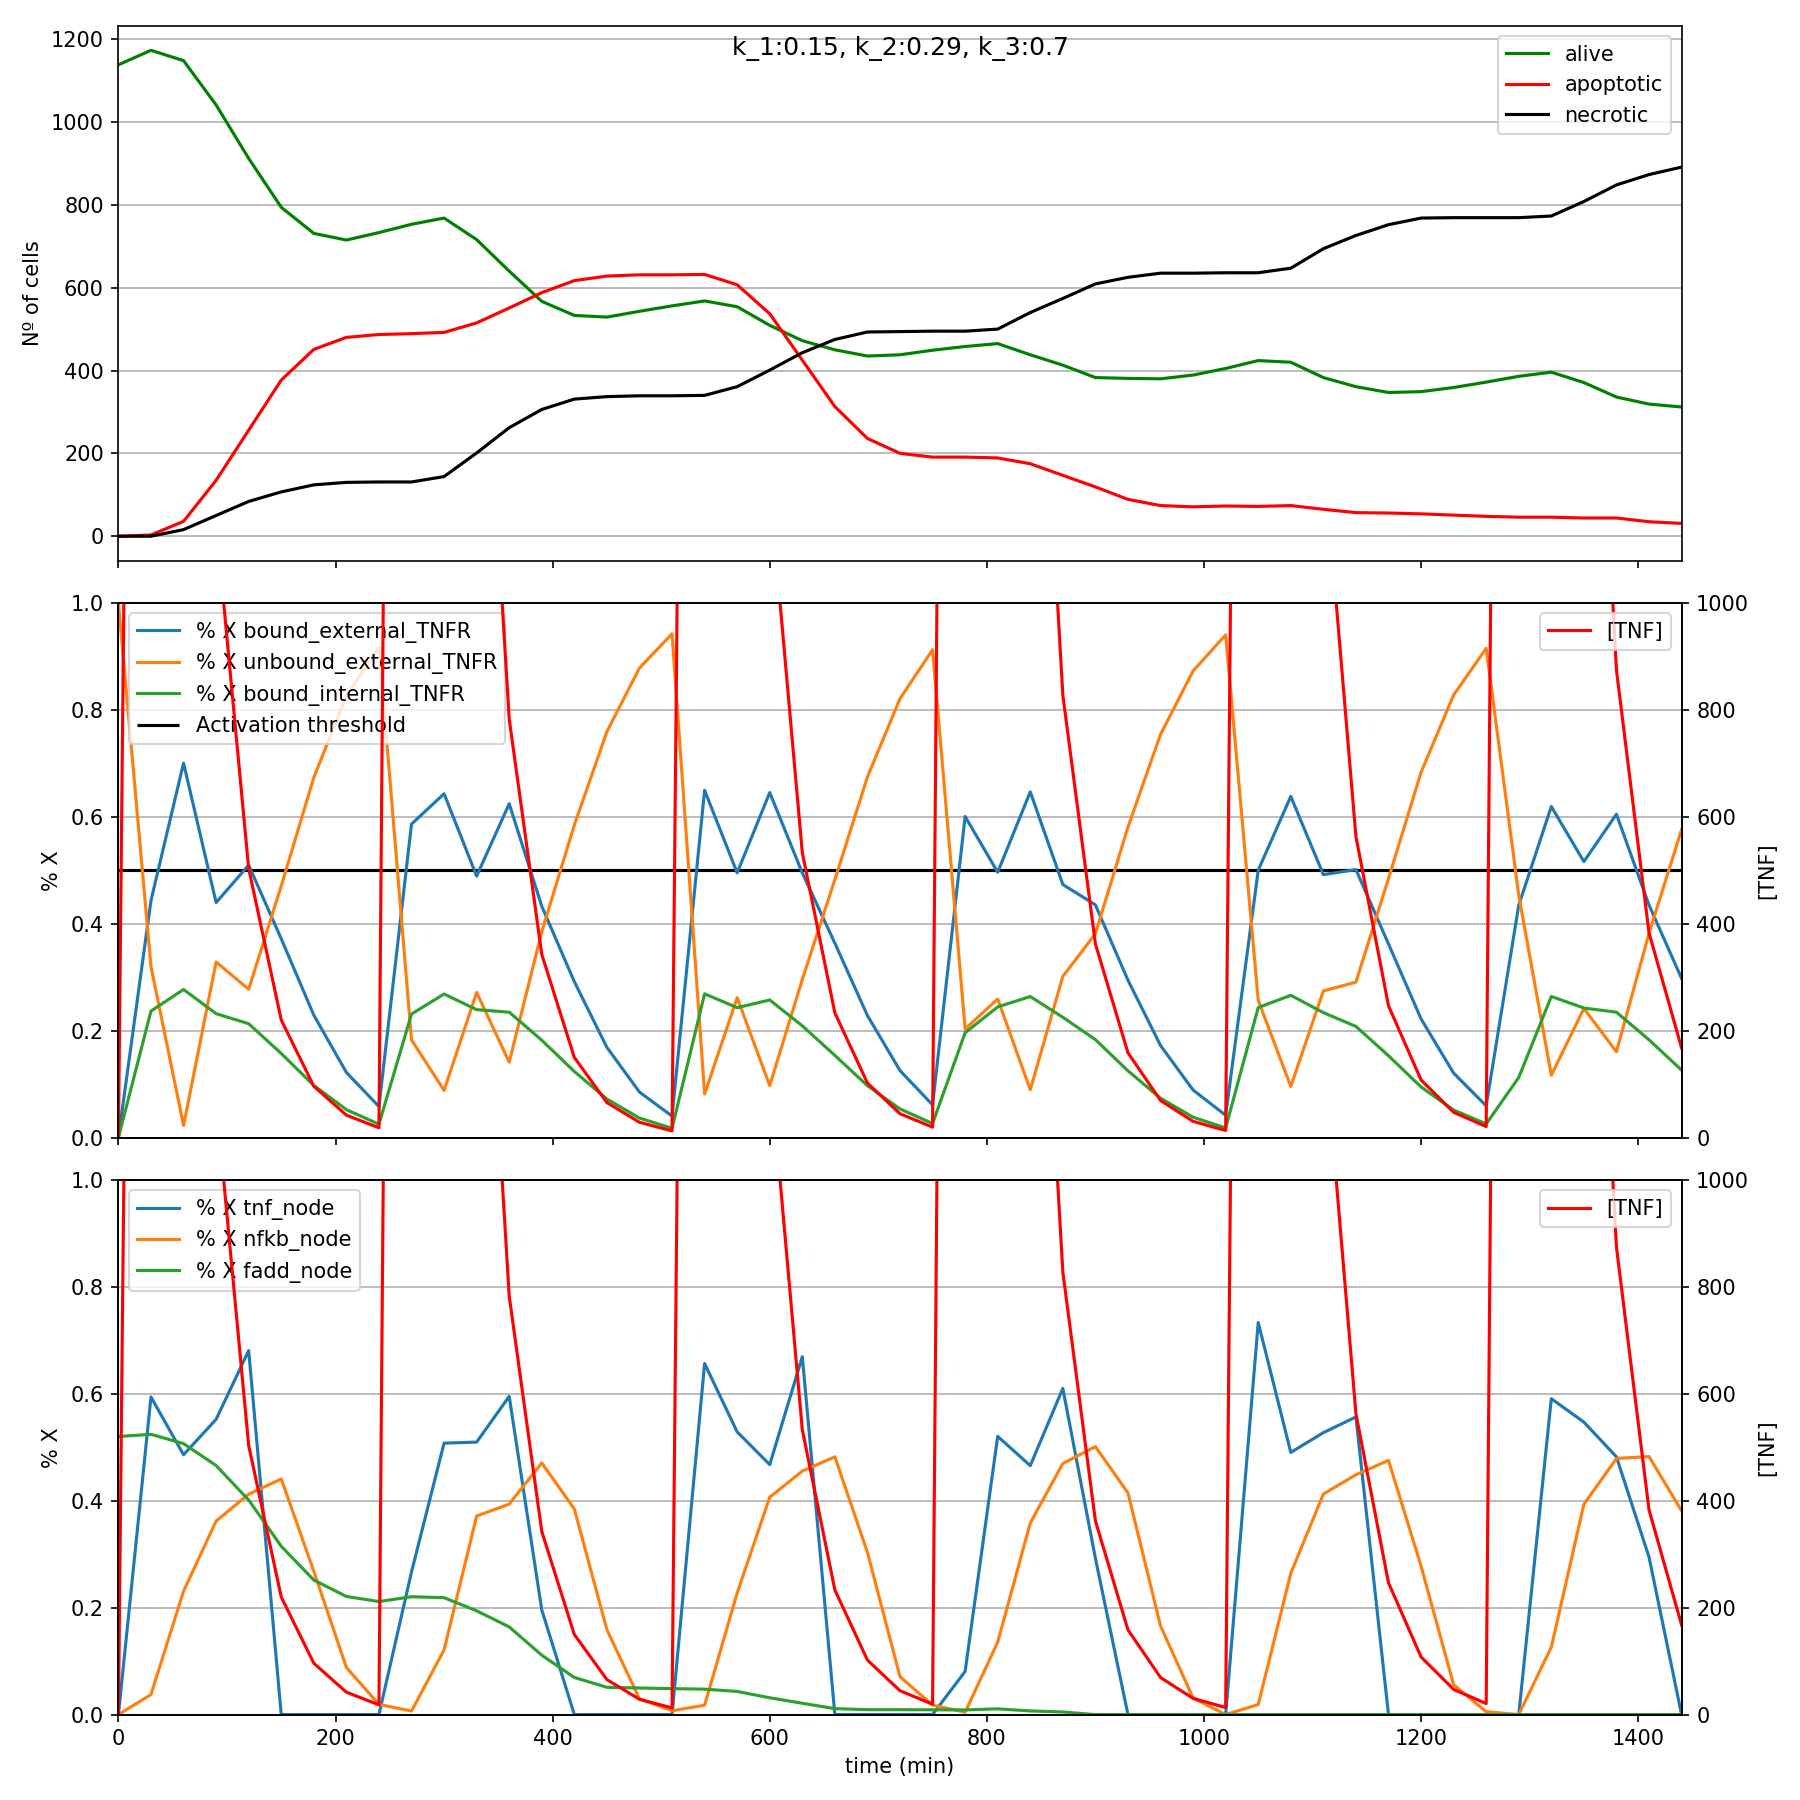 k_1:0.15, k_2:0.29, k_3:0.7
alive
apoptotic
necrotic
1200
1000
800
600
400
200
0
Nº of cells
% X bound_external_TNFR
% X unbound_external_TNFR
% X bound_internal_TNFR
Activation threshold
[TNF]
1.0
0.8
0.6
0.4
0.2
0.0
% X
1000
800
600
400
200
0
[TNF]
% X tnf_node
% X nfkb_node
% X fadd_node
[TNF]
1.0
0.8
0.6
0.4
0.2
0.0
% X
1000
800
600
400
200
0
[TNF]
0 200 400 600 800 1000 1200 1400
time (min)